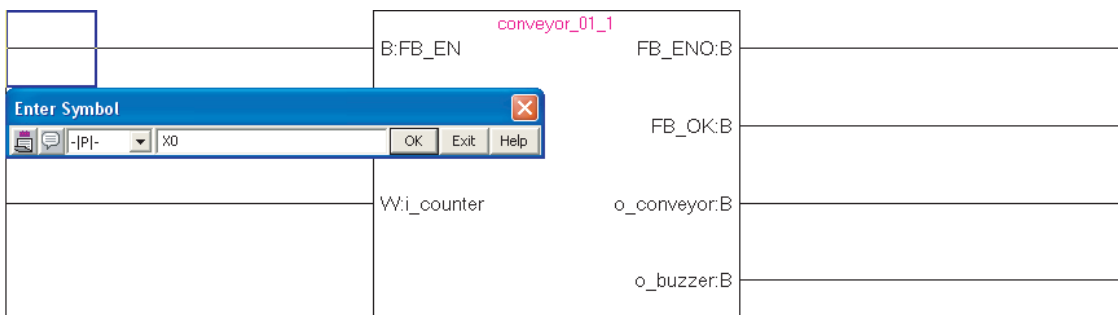 conveyor_01_1
B:FB_EN FB_ENO:B
Enter Symbol
-|P|- X0 OK Exit Help
FB_OK:B
W:i_counter o_conveyor:B
o_buzzer:B